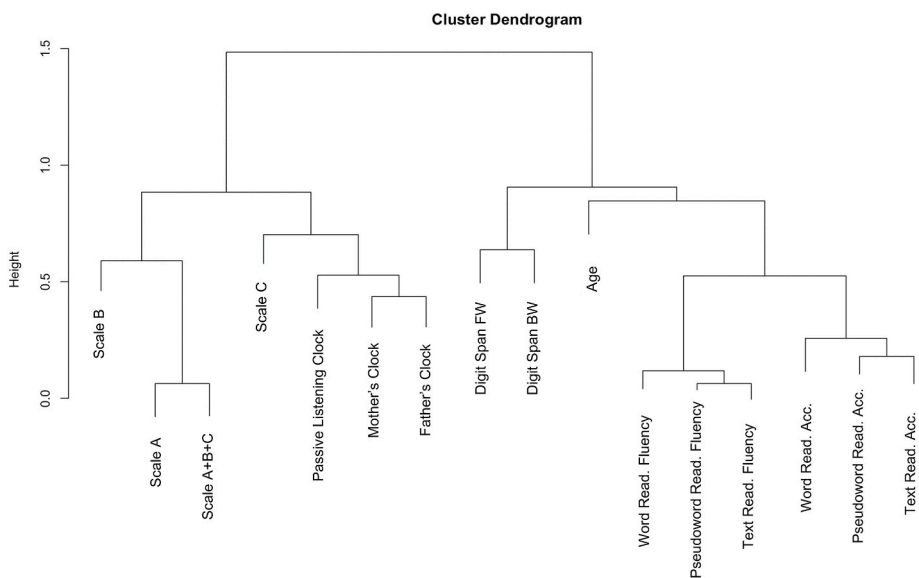 Cluster Dendrogram
Height
1.5
1.0
0.5
0.0
Scale B
Scale A
Scale A+B+C
Scale C
Passive Listening Clock
Mother's Clock
Father's Clock
Digit Span FW
Digit Span BW
Age
Word Read. Fluency
Pseudoword Read. Fluency
Text Read. Fluency
Word Read. Acc.
Pseudoword Read. Acc.
Text Read. Acc.